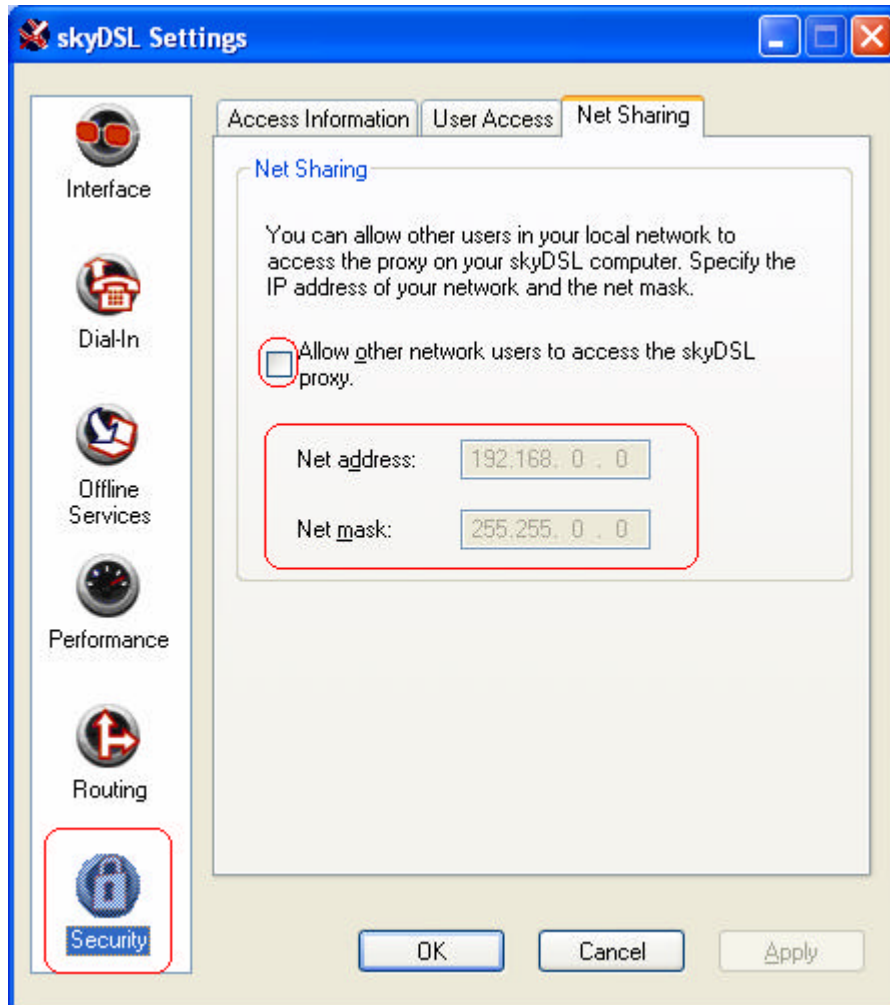 skyDSL Settings
Interface
Dial-In
Offline
Services
Performance
Routing
Security
Access Information
User Access
Net Sharing
Net Sharing
You can allow other users in your local network to
access the proxy on your skyDSL computer. Specify the
IP address of your network and the net mask.
Allow other network users to access the skyDSL
proxy.
Net address: 192.168. 0 . 0
Net mask: 255.255. 0 . 0
OK
Cancel
Apply